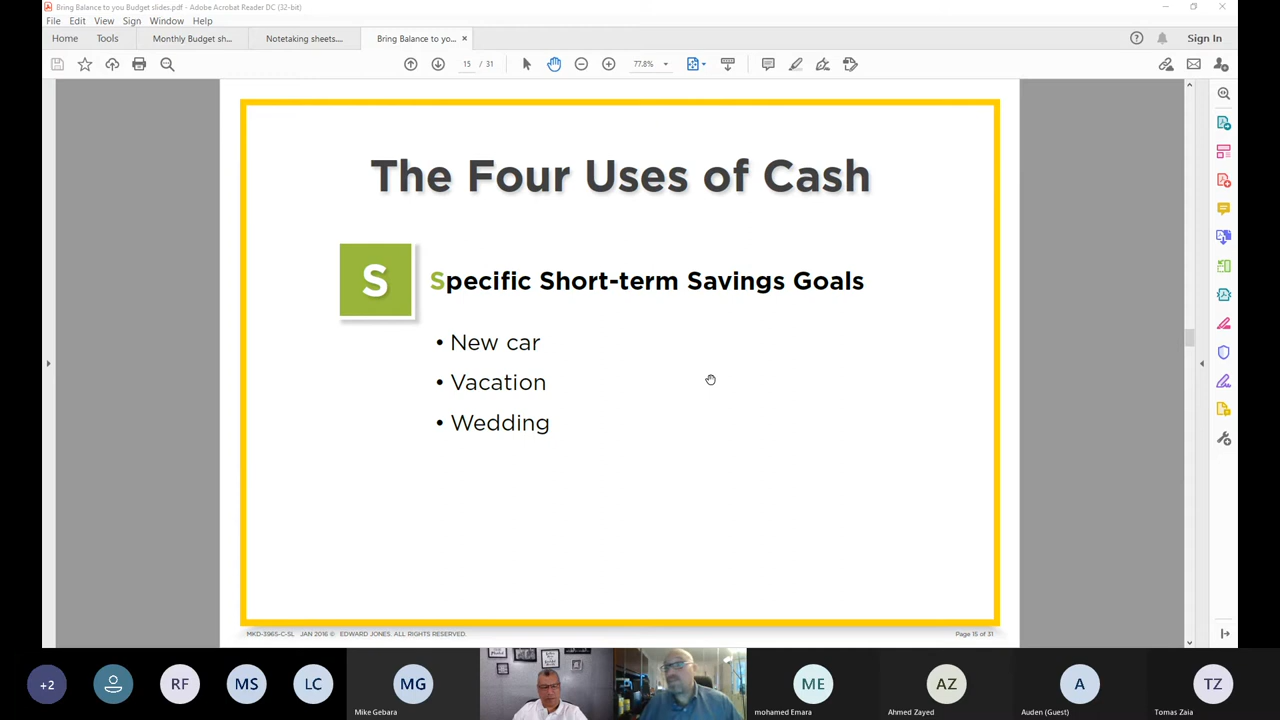 Bring Balance to you Budget slides.pdf - Adobe Acrobat Reader DC (32-bit)
File Edit View Sign Window Help
Home Tools Monthly Budget sh... Notetaking sheets.... Bring Balance to yo... × Sign In
15 / 31 77.8%
The Four Uses of Cash
S
Specific Short-term Savings Goals
• New car
• Vacation
• Wedding
MKD-3965-C-SL JAN 2016 © EDWARD JONES. ALL RIGHTS RESERVED. Page 15 of 31
+2 RF MS LC MG ME AZ A TZ
Mike Gebara mohamed Emara Ahmed Zayed Auden (Guest) Tomas Zaia